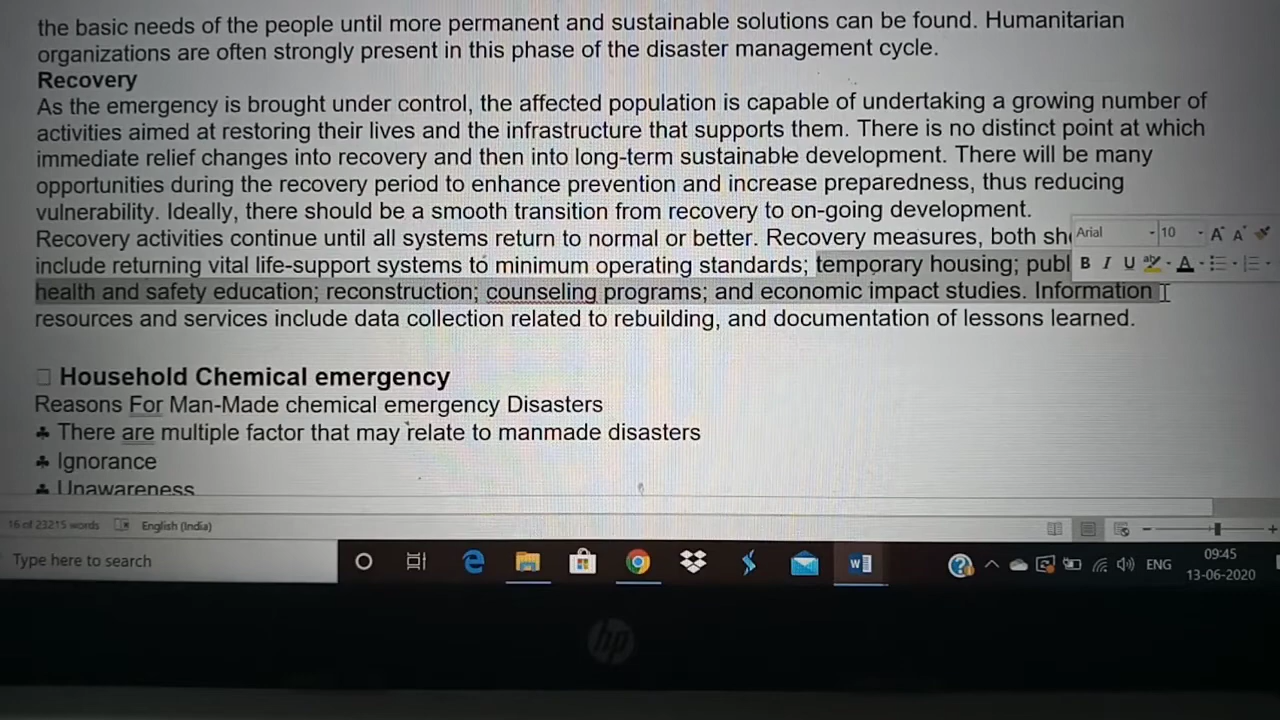 the basic needs of the people until more permanent and sustainable solutions can be found. Humanitarian
organizations are often strongly present in this phase of the disaster management cycle.
Recovery
As the emergency is brought under control, the affected population is capable of undertaking a growing number of
activities aimed at restoring their lives and the infrastructure that supports them. There is no distinct point at which
immediate relief changes into recovery and then into long-term sustainable development. There will be many
opportunities during the recovery period to enhance prevention and increase preparedness, thus reducing
vulnerability. Ideally, there should be a smooth transition from recovery to on-going development.
Recovery activities continue until all systems return to normal or better. Recovery measures, both
Arial 10
include returning vital life-support systems to minimum operating standards; temporary housing;
B I U A
health and safety education; reconstruction; counseling programs; and economic impact studies. Information
resources and services include data collection related to rebuilding, and documentation of lessons learned.
Household Chemical emergency
Reasons For Man-Made chemical emergency Disasters
There are multiple factor that may relate to manmade disasters
Ignorance
Unawareness
16 of 23215 words English (India)
Type here to search
ENG
09:45
13-06-2020
hp